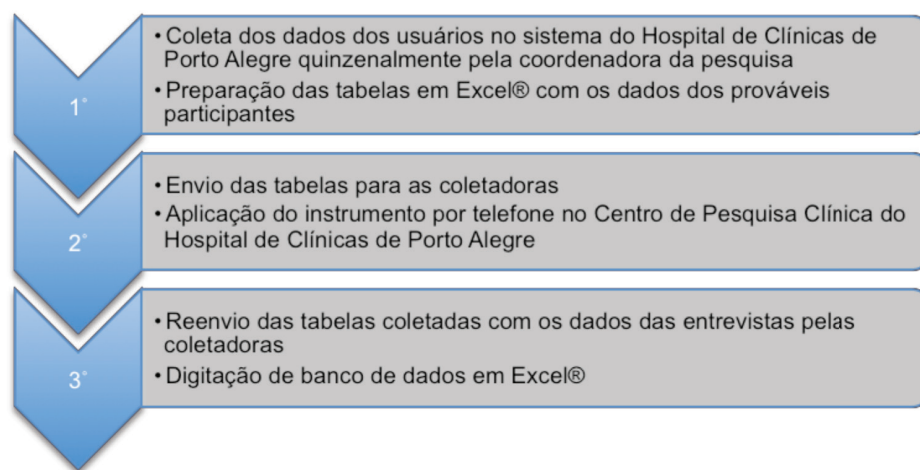 • Coleta dos dados dos usuários no sistema do Hospital de Clínicas de
Porto Alegre quinzenalmente pela coordenadora da pesquisa
1°
• Preparação das tabelas em Excel® com os dados dos prováveis
participantes
• Envio das tabelas para as coletadoras
2°
• Aplicação do instrumento por telefone no Centro de Pesquisa Clínica do
Hospital de Clínicas de Porto Alegre
• Reenvio das tabelas coletadas com os dados das entrevistas pelas
coletadoras
3°
• Digitação de banco de dados em Excel®